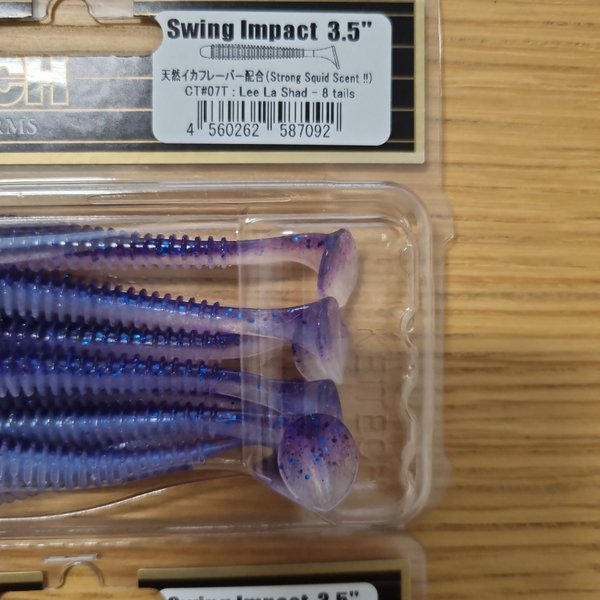 Swing Impact 3.5"
天然イカフレーバー配合(Strong Squid Scent !!)
CT#07T : Lee La Shad - 8 tails
4 560262 587092
CH
RMS
Swing Impact 3.5"